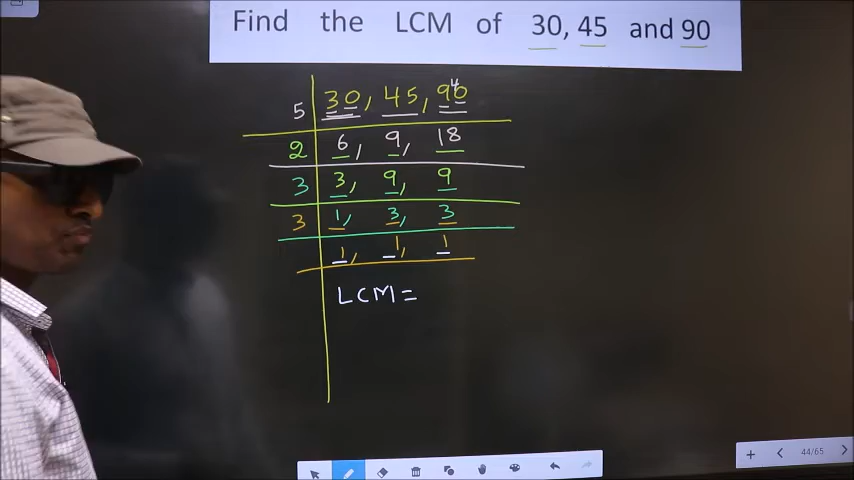 Find the LCM of 30, 45 and 90
5 30, 45, 940
2 6, 9, 18
3 3, 9, 9
3 1, 3, 3
1, 1, 1
LCM =
44/65